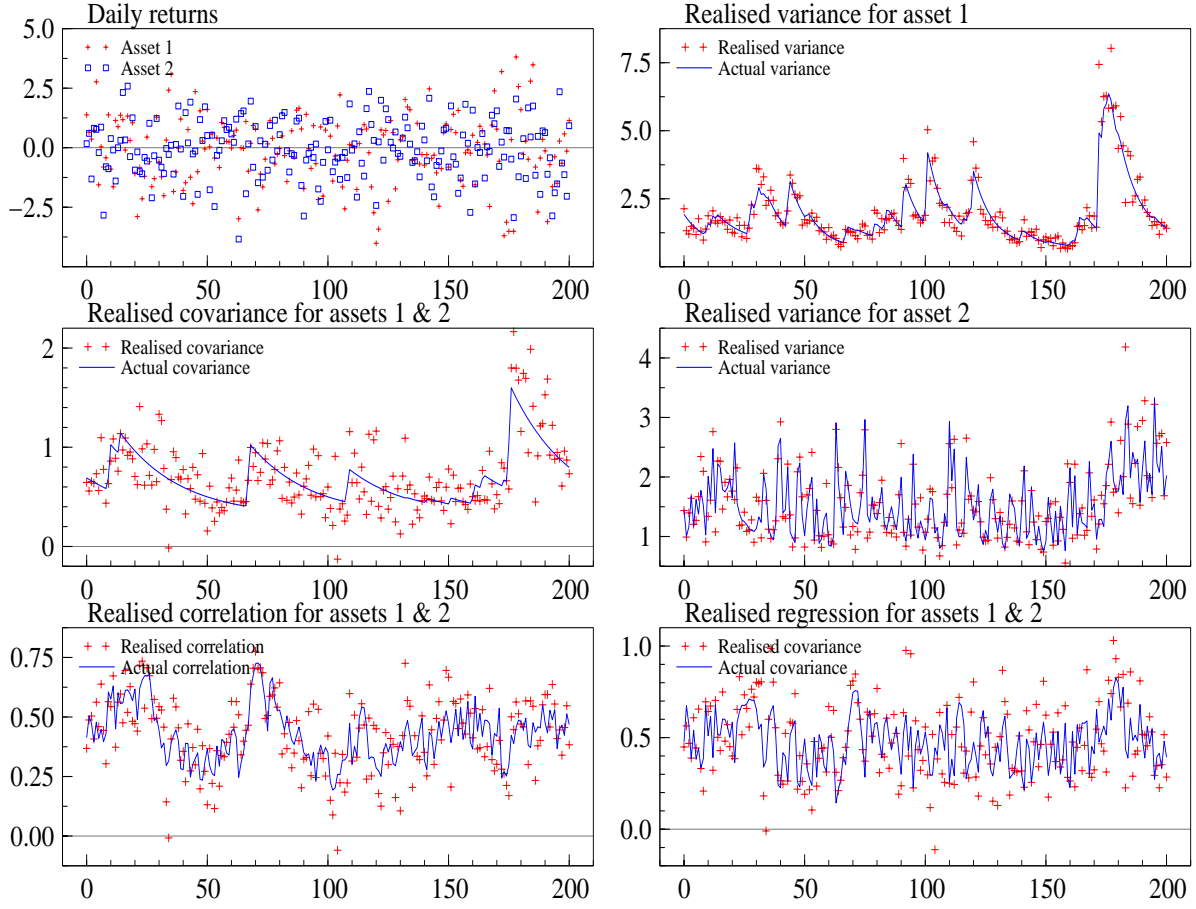 Daily returns
5.0
2.5
0.0
−2.5
Asset 1
Asset 2
0 50 100 150 200
Realised variance for asset 1
7.5
5.0
2.5
Realised variance
Actual variance
0 50 100 150 200
Realised covariance for assets 1 & 2
2
1
0
Realised covariance
Actual covariance
0 50 100 150 200
Realised variance for asset 2
4
3
2
1
Realised variance
Actual variance
0 50 100 150 200
Realised correlation for assets 1 & 2
0.75
0.50
0.25
0.00
Realised correlation
Actual correlation
0 50 100 150 200
Realised regression for assets 1 & 2
1.0
0.5
0.0
Realised covariance
Actual covariance
0 50 100 150 200